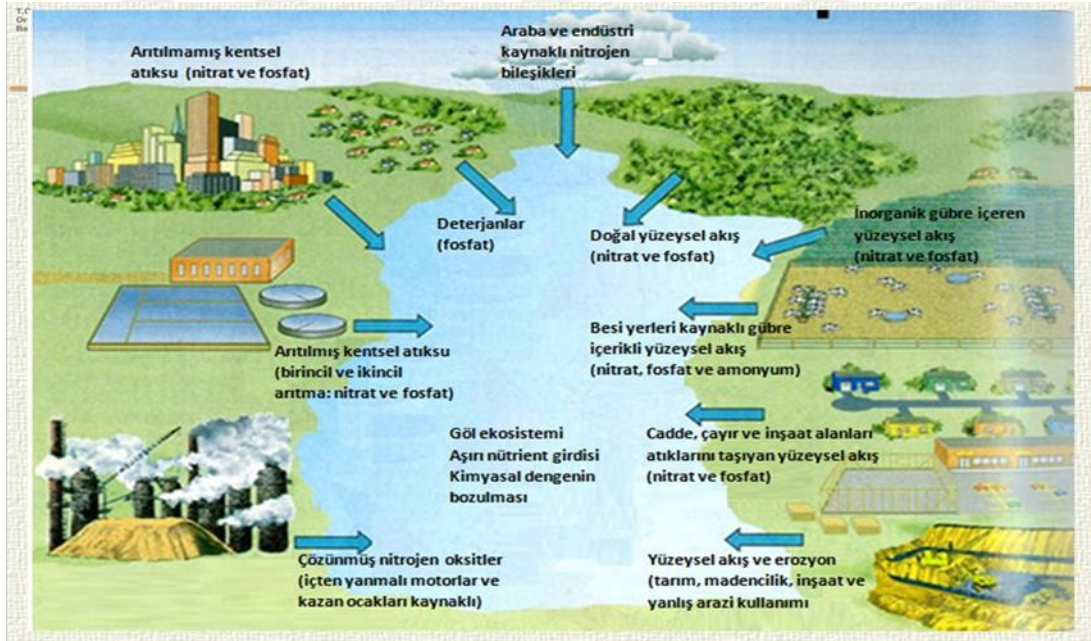 T.C
Or
Ba
Arıtılmamış kentsel
atıksu (nitrat ve fosfat)
Araba ve endüstri
kaynaklı nitrojen
bileşikleri
Deterjanlar
(fosfat)
Doğal yüzeysel akış
(nitrat ve fosfat)
İnorganik gübre içeren
yüzeysel akış
(nitrat ve fosfat)
Arıtılmış kentsel atıksu
(birincil ve ikincil
arıtma: nitrat ve fosfat)
Besi yerleri kaynaklı gübre
içerikli yüzeysel akış
(nitrat, fosfat ve amonyum)
Göl ekosistemi
Aşırı nütrient girdisi
Kimyasal dengenin
bozulması
Cadde, çayır ve inşaat alanları
atıklarını taşıyan yüzeysel akış
(nitrat ve fosfat)
Çözünmüş nitrojen oksitler
(içten yanmalı motorlar ve
kazan ocakları kaynaklı)
Yüzeysel akış ve erozyon
(tarım, madencilik, inşaat ve
yanlış arazi kullanımı